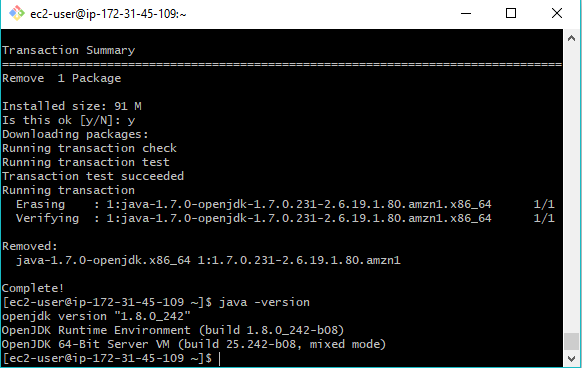 ec2-user@ip-172-31-45-109:~
Transaction Summary
================================================================================
Remove  1 Package
Installed size: 91 M
Is this ok [y/N]: y
Downloading packages:
Running transaction check
Running transaction test
Transaction test succeeded
Running transaction
  Erasing    : 1:java-1.7.0-openjdk-1.7.0.231-2.6.19.1.80.amzn1.x86_64      1/1
  Verifying  : 1:java-1.7.0-openjdk-1.7.0.231-2.6.19.1.80.amzn1.x86_64      1/1
Removed:
  java-1.7.0-openjdk.x86_64 1:1.7.0.231-2.6.19.1.80.amzn1
Complete!
[ec2-user@ip-172-31-45-109 ~]$ java -version
openjdk version "1.8.0_242"
OpenJDK Runtime Environment (build 1.8.0_242-b08)
OpenJDK 64-Bit Server VM (build 25.242-b08, mixed mode)
[ec2-user@ip-172-31-45-109 ~]$